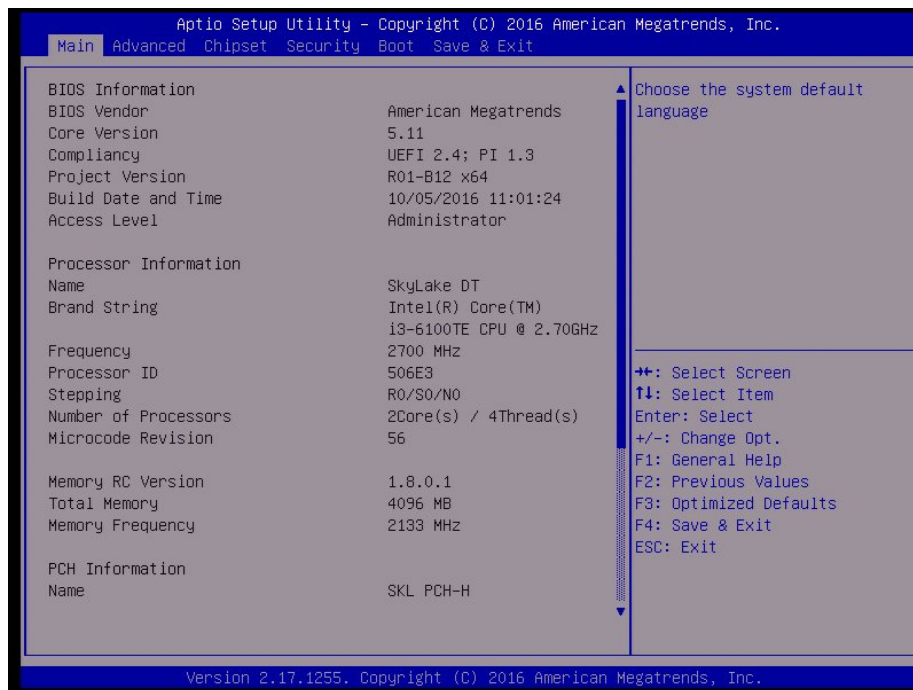 Aptio Setup Utility – Copyright (C) 2016 American Megatrends, Inc.
Main Advanced Chipset Security Boot Save & Exit
BIOS Information
BIOS Vendor American Megatrends
Core Version 5.11
Compliancy UEFI 2.4; PI 1.3
Project Version R01-B12 x64
Build Date and Time 10/05/2016 11:01:24
Access Level Administrator
Processor Information
Name SkyLake DT
Brand String Intel(R) Core(TM)
i3-6100TE CPU @ 2.70GHz
Frequency 2700 MHz
Processor ID 506E3
Stepping R0/S0/N0
Number of Processors 2Core(s) / 4Thread(s)
Microcode Revision 56
Memory RC Version 1.8.0.1
Total Memory 4096 MB
Memory Frequency 2133 MHz
PCH Information
Name SKL PCH-H
Choose the system default
language
→←: Select Screen
↑↓: Select Item
Enter: Select
+/-: Change Opt.
F1: General Help
F2: Previous Values
F3: Optimized Defaults
F4: Save & Exit
ESC: Exit
Version 2.17.1255. Copyright (C) 2016 American Megatrends, Inc.